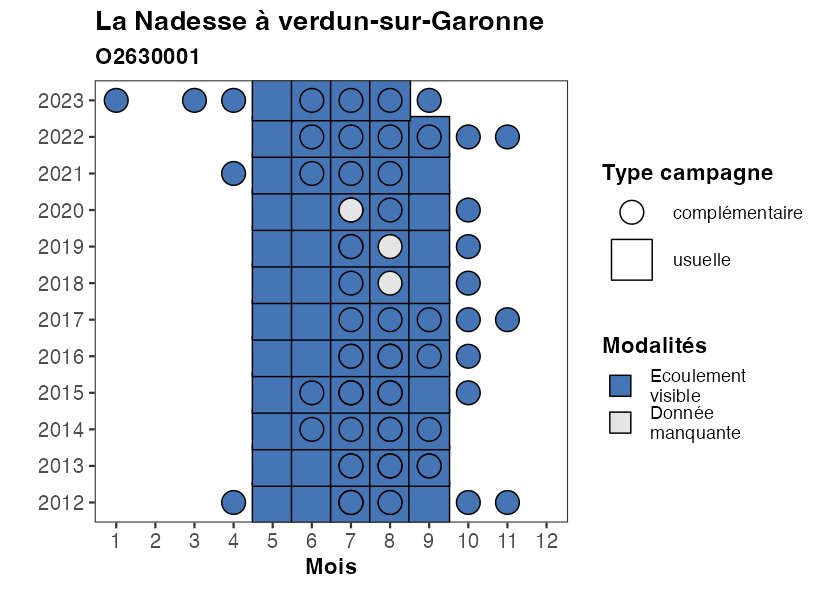 La Nadesse à verdun-sur-Garonne
O2630001
2023
2022
2021
2020
2019
2018
2017
2016
2015
2014
2013
2012
1 2 3 4 5 6 7 8 9 10 11 12
Mois
Type campagne
complémentaire
usuelle
Modalités
Ecoulement
visible
Donnée
manquante